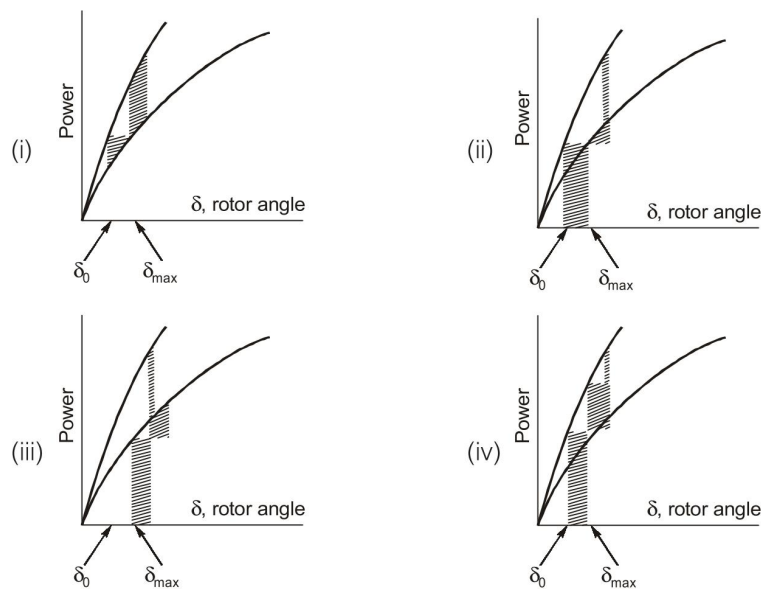 (i)
Power
δ, rotor angle
δ0
δmax
(ii)
Power
δ, rotor angle
δ0
δmax
(iii)
Power
δ, rotor angle
δ0
δmax
(iv)
Power
δ, rotor angle
δ0
δmax